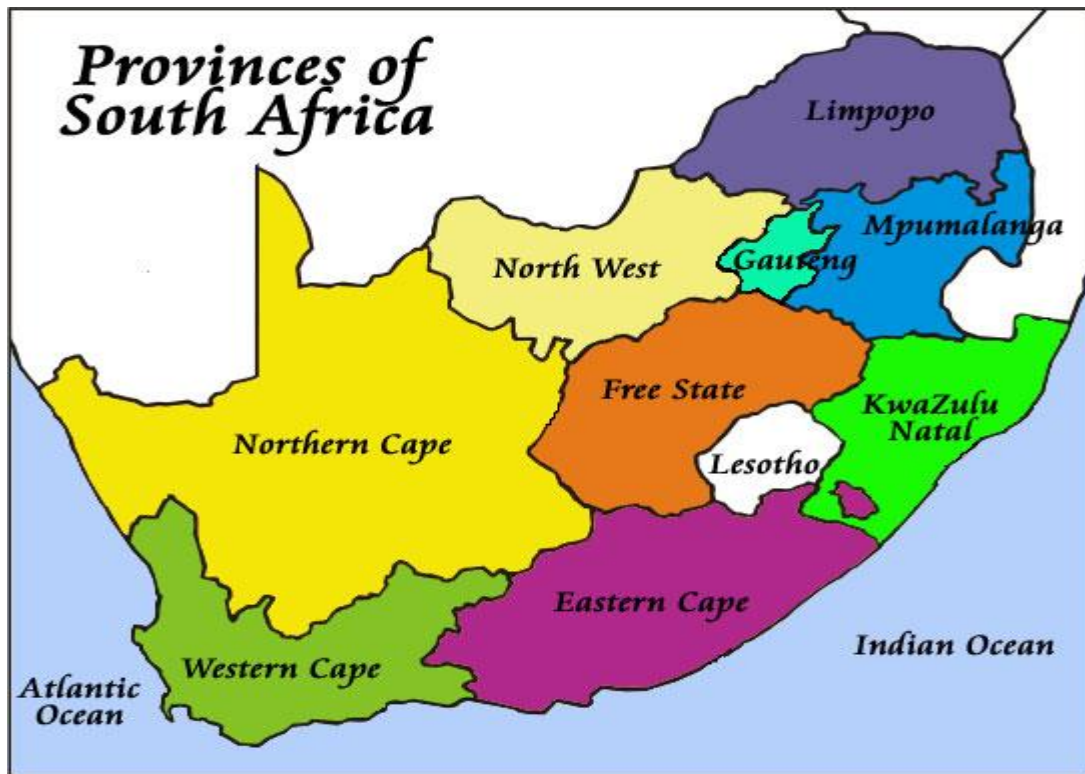 Provinces of
South Africa
Limpopo
Mpumalanga
Gauteng
North West
Free State
KwaZulu
Natal
Northern Cape
Lesotho
Eastern Cape
Western Cape
Indian Ocean
Atlantic
Ocean